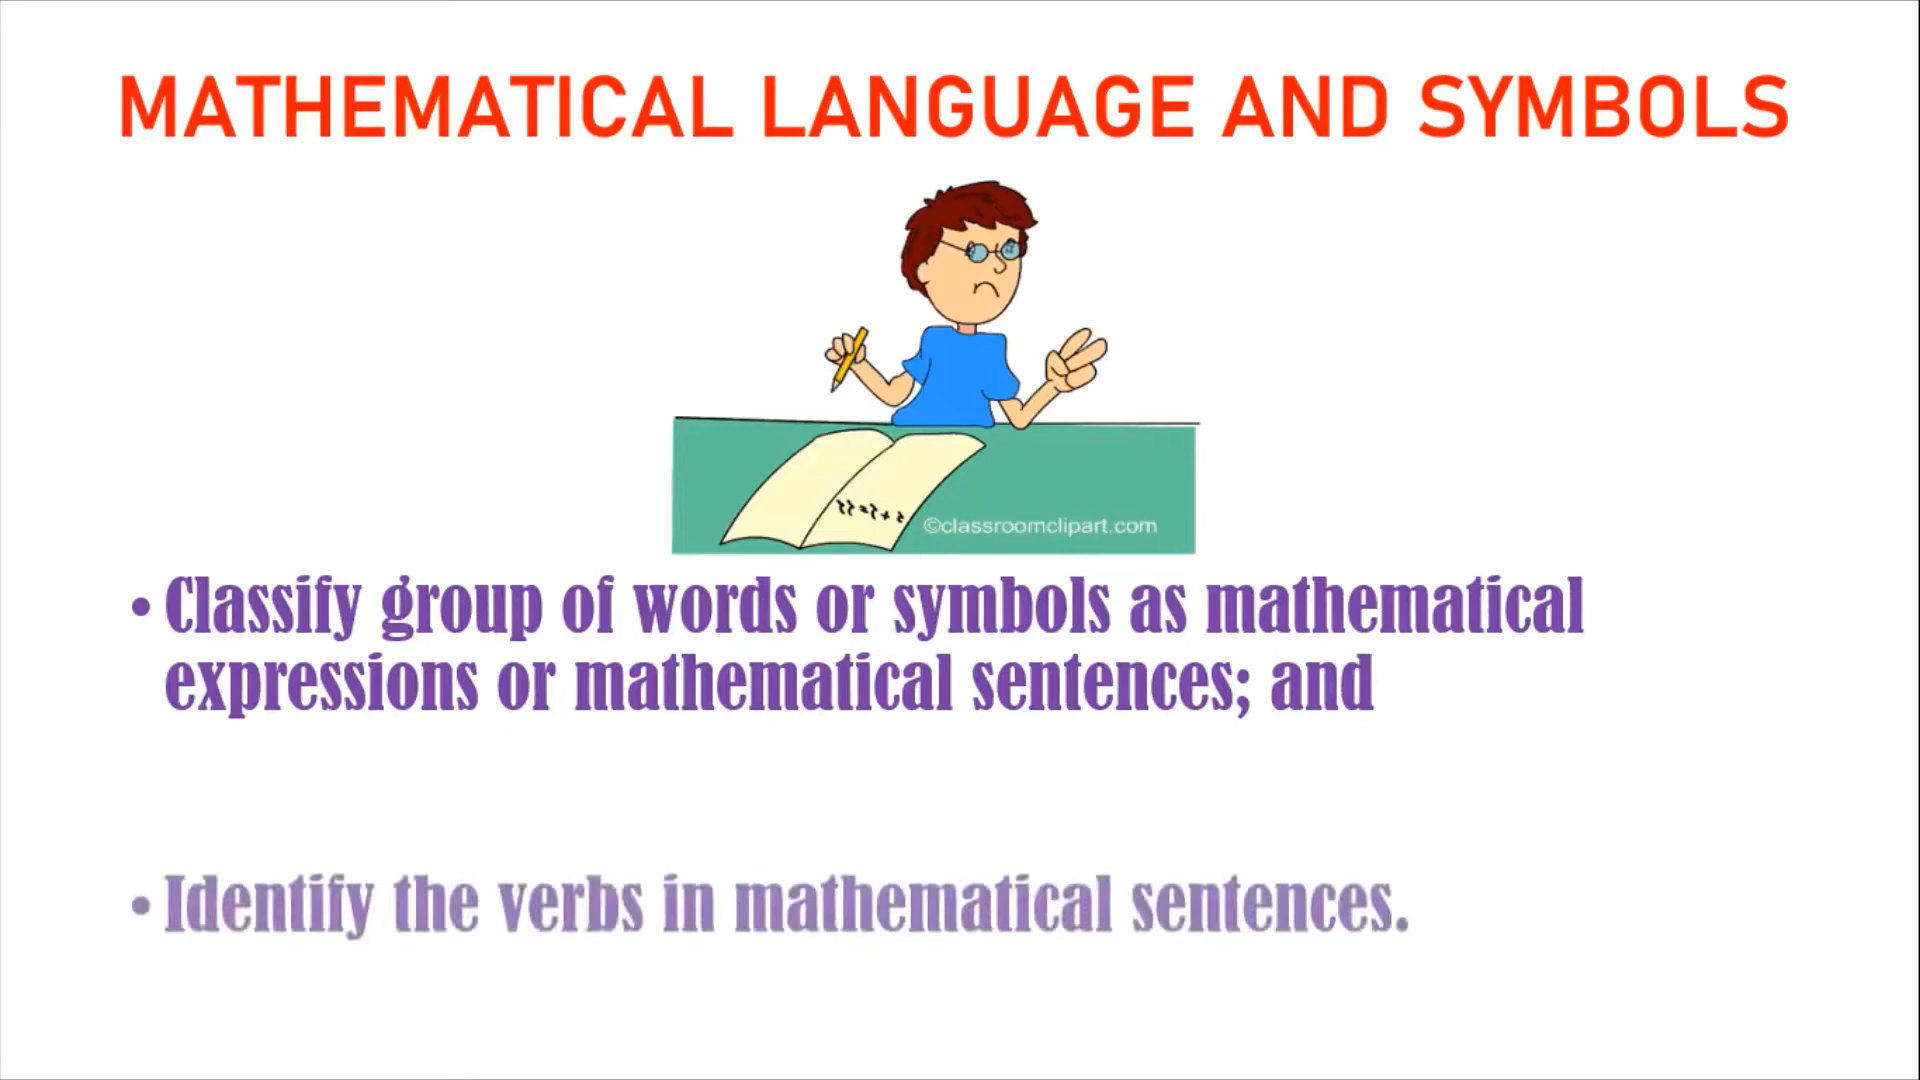 MATHEMATICAL LANGUAGE AND SYMBOLS
©classroomclipart.com
• Classify group of words or symbols as mathematical
expressions or mathematical sentences; and
• Identify the verbs in mathematical sentences.